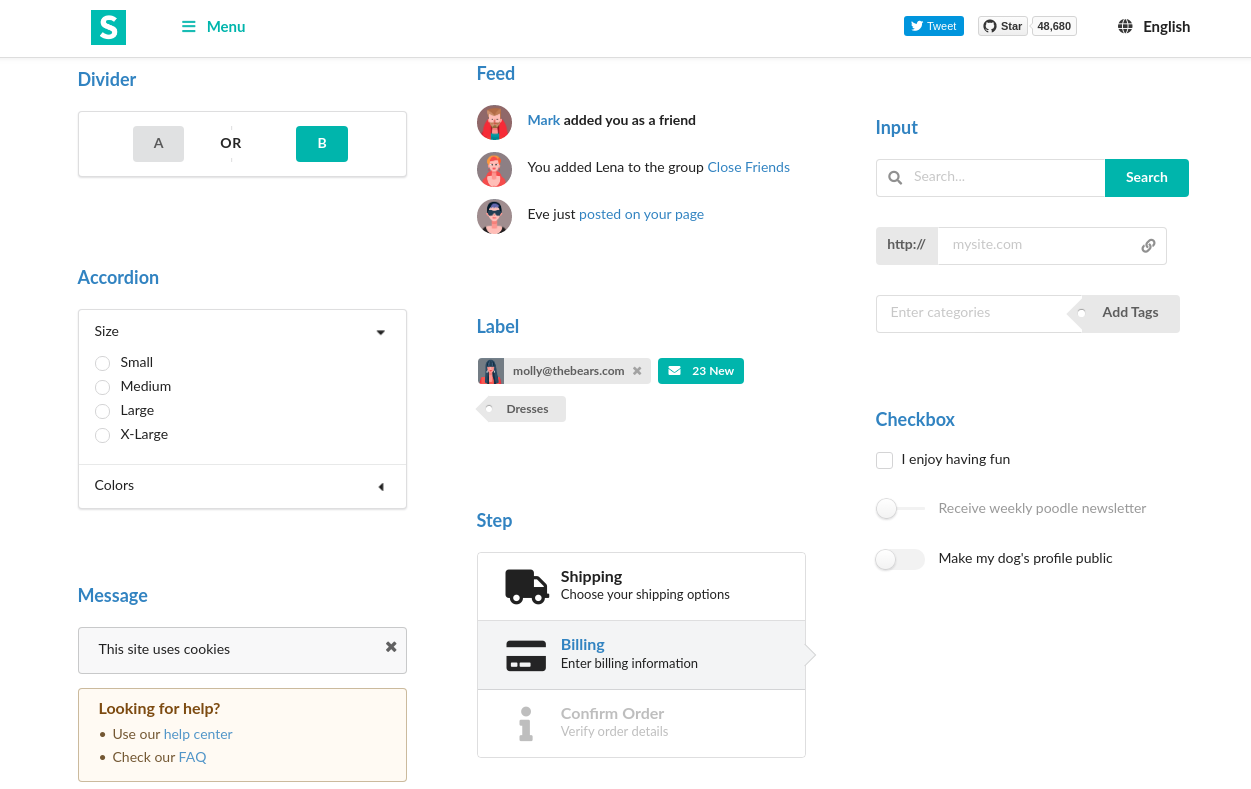 S
Menu
Tweet
Star
48,680
English
Divider
A
OR
B
Accordion
Size
Small
Medium
Large
X-Large
Colors
Message
This site uses cookies
Looking for help?
Use our help center
Check our FAQ
Feed
Mark added you as a friend
You added Lena to the group Close Friends
Eve just posted on your page
Label
molly@thebears.com
23 New
Dresses
Step
Shipping
Choose your shipping options
Billing
Enter billing information
Confirm Order
Verify order details
Input
Search...
Search
http://
mysite.com
Enter categories
Add Tags
Checkbox
I enjoy having fun
Receive weekly poodle newsletter
Make my dog's profile public